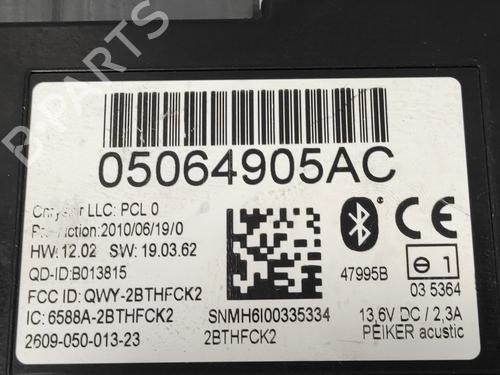 05064905AC
Chrysler LLC: PCL 0
Production:2010/06/19/0
HW:12.02 SW: 19.03.62
QD-ID:B013815
FCC ID: QWY-2BTHFCK2
IC: 6588A-2BTHFCK2
2609-050-013-23
SNMH6I00335334
2BTHFCK2
47995B
CE
e 1
03 5364
13,6V DC / 2,3A
PEIKER acustic
B-PARTS